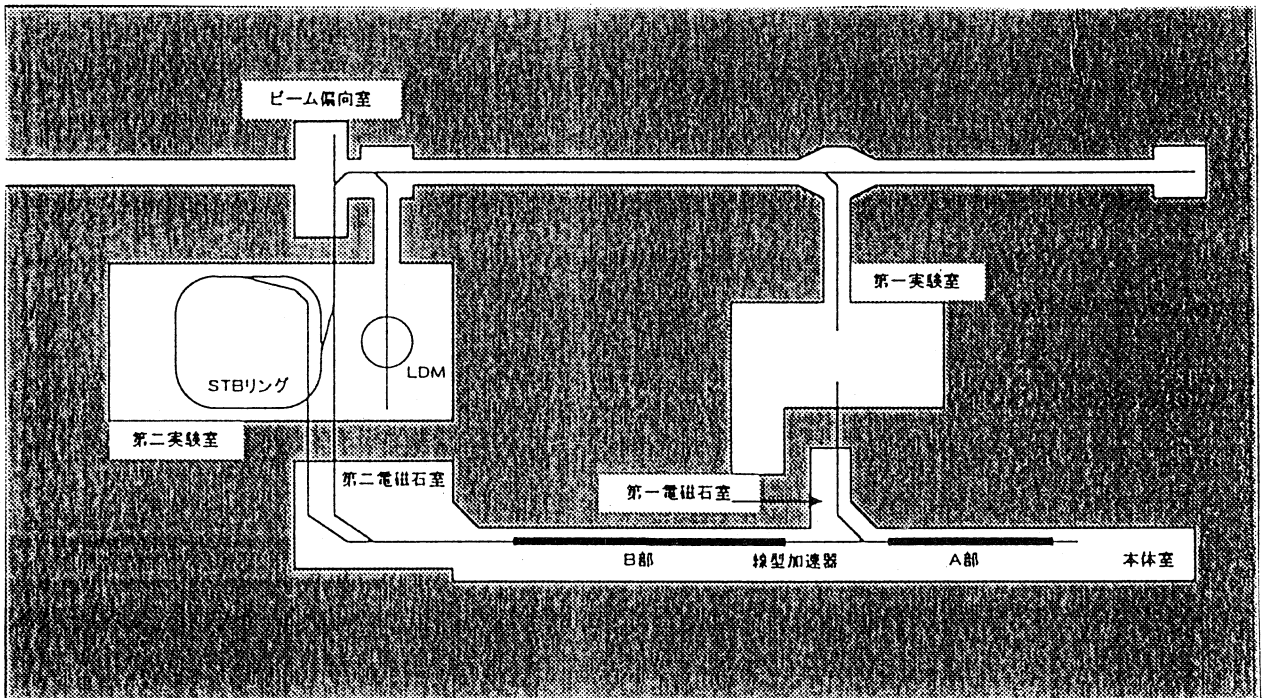 ビーム偏向室
第一実験室
STBリング
LDM
第二実験室
第二電磁石室
第一電磁石室
B部
線型加速器
A部
本体室